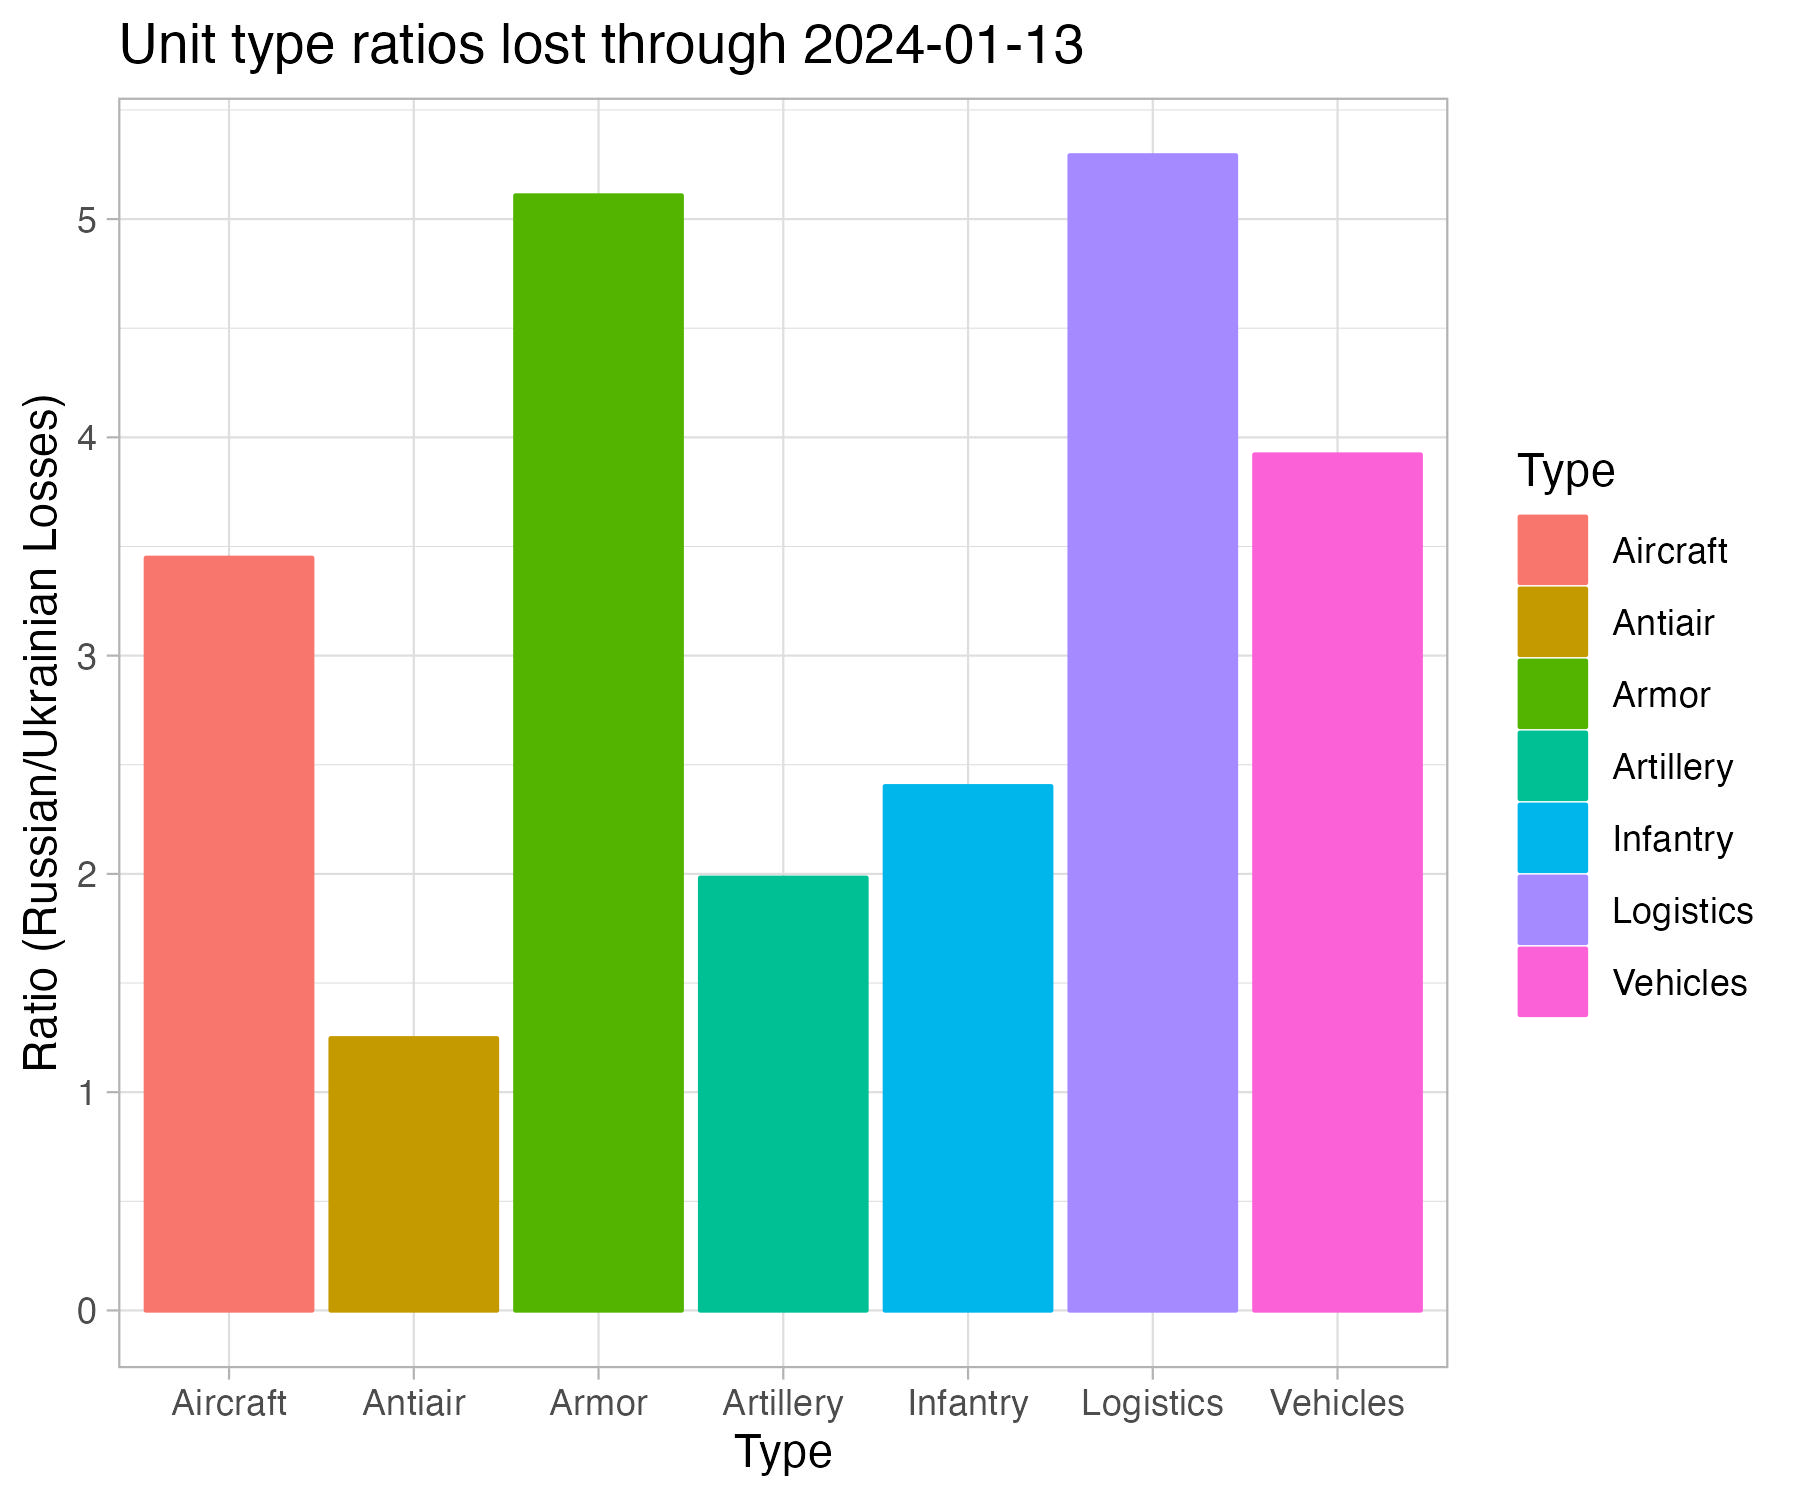 Unit type ratios lost through 2024-01-13
Ratio (Russian/Ukrainian Losses)
5
4
3
2
1
0
Aircraft
Antiair
Armor
Artillery
Infantry
Logistics
Vehicles
Type
Type
Aircraft
Antiair
Armor
Artillery
Infantry
Logistics
Vehicles